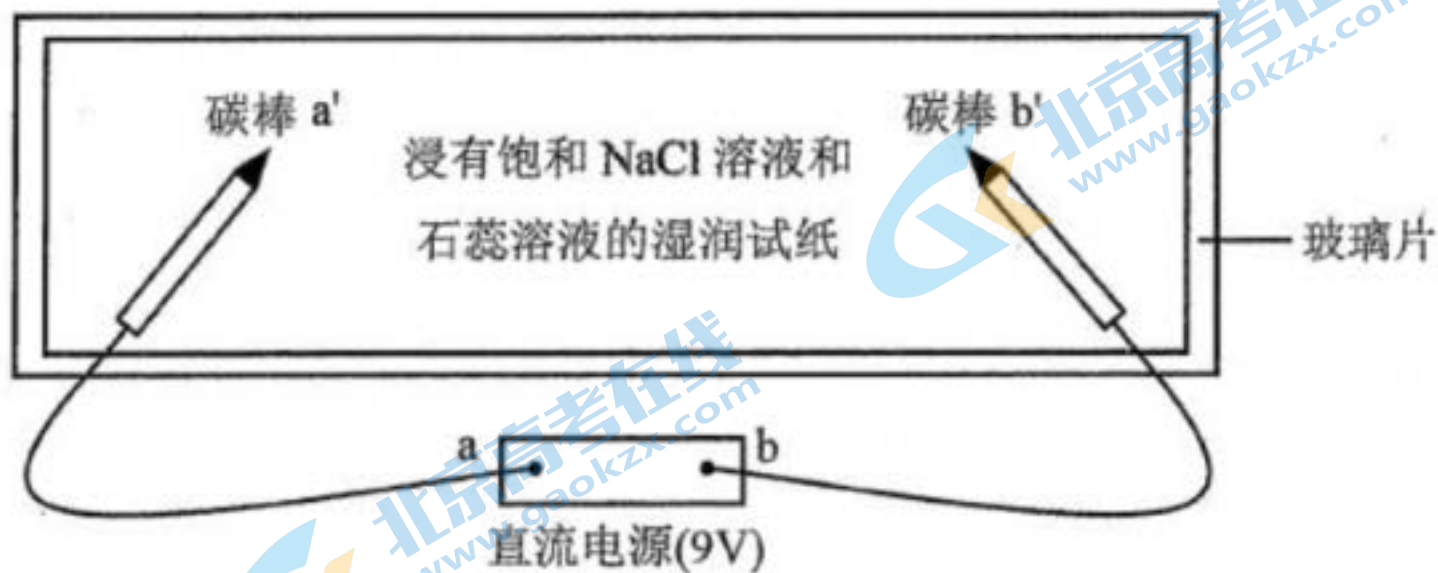 北京高考在线
www.gaokzx.com
碳棒 a'
碳棒 b'
浸有饱和 NaCl 溶液和
石蕊溶液的湿润试纸
玻璃片
北京高考在线
www.gaokzx.com
a
b
直流电源(9V)